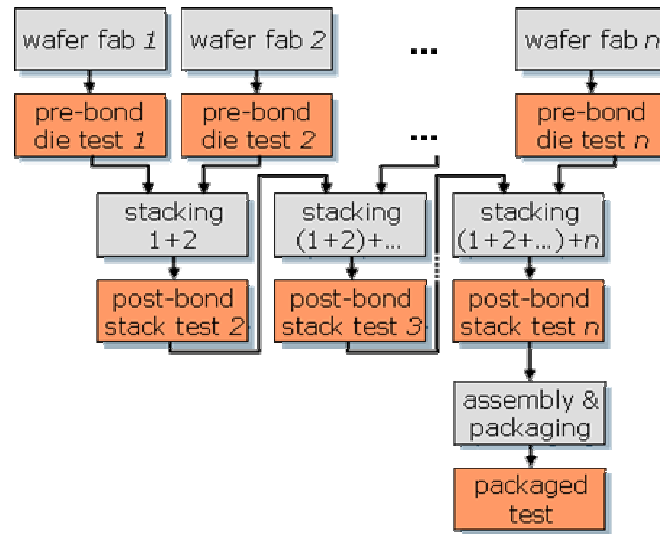 wafer fab 1
wafer fab 2
...
wafer fab n
pre-bond
die test 1
pre-bond
die test 2
...
pre-bond
die test n
stacking
1+2
stacking
(1+2)+...
stacking
(1+2+...)+n
post-bond
stack test 2
post-bond
stack test 3
post-bond
stack test n
assembly &
packaging
packaged
test